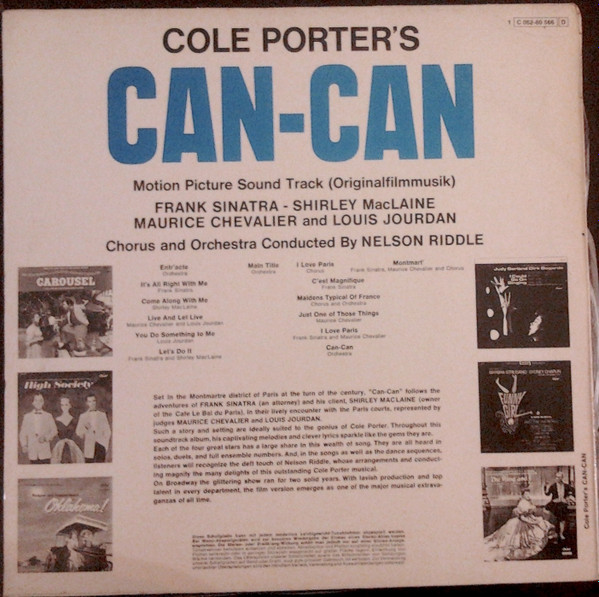 1 C 052-80 566 D
COLE PORTER'S
CAN-CAN
Motion Picture Sound Track (Originalfilmmusik)
FRANK SINATRA - SHIRLEY MacLAINE
MAURICE CHEVALIER and LOUIS JOURDAN
Chorus and Orchestra Conducted By NELSON RIDDLE
Entr'acte
Orchestra
It's All Right With Me
Frank Sinatra
Come Along With Me
Shirley MacLaine
Live And Let Live
Maurice Chevalier and Louis Jourdan
You Do Something to Me
Louis Jourdan
Let's Do It
Frank Sinatra and Shirley MacLaine
Main Title
Orchestra
I Love Paris
Chorus
Montmart'
Frank Sinatra, Maurice Chevalier and Chorus
C'est Magnifique
Frank Sinatra
Maidens Typical Of France
Chorus and Orchestra
Just One of Those Things
Maurice Chevalier
I Love Paris
Frank Sinatra and Maurice Chevalier
Can-Can
Orchestra
CAROUSEL
High Society
Oklahoma!
Judy Garland Dirk Bogarde
I Could
Go On
Singing
FUNNY
GIRL
Set in the Montmartre district of Paris at the turn of the century, "Can-Can" follows the
adventures of FRANK SINATRA (an attorney) and his client, SHIRLEY MACLAINE (owner
of the Cafe Le Bal du Paris), in their lively encounter with the Paris courts, represented by
judges MAURICE CHEVALIER and LOUIS JOURDAN.
Such a story and setting are ideally suited to the genius of Cole Porter. Throughout this
soundtrack album, his captivating melodies and clever lyrics sparkle like the gems they are.
Each of the four great stars has a large share in this wealth of song. They are all heard in
solos, duets, and full ensemble numbers. And, in the songs as well as the dance sequences,
listeners will recognize the deft touch of Nelson Riddle, whose arrangements and conduct-
ing magnify the many delights of this outstanding Cole Porter musical.
On Broadway the glittering show ran for two solid years. With lavish production and top
talent in every department, the film version emerges as one of the major musical extrava-
ganzas of all time.
Cole Porter's CAN-CAN